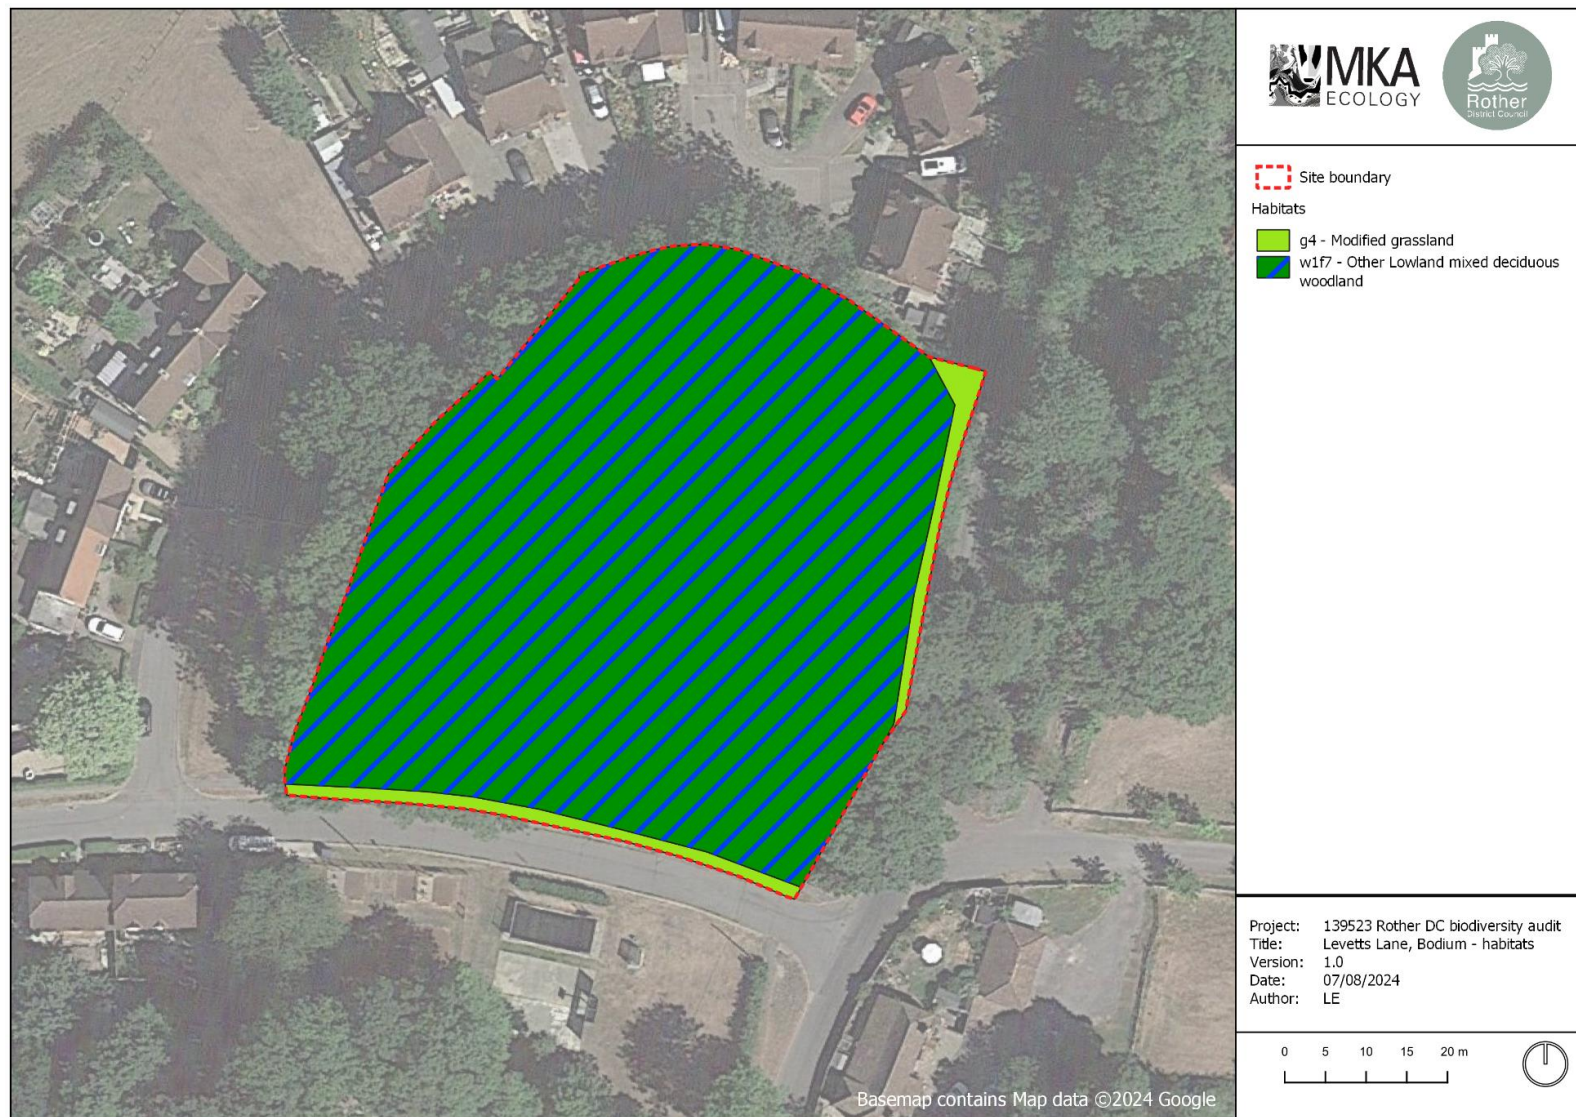 MKA
ECOLOGY
Rother
District Council
Site boundary
Habitats
g4 - Modified grassland
w1f7 - Other Lowland mixed deciduous
woodland
Project: 139523 Rother DC biodiversity audit
Title: Levetts Lane, Bodium - habitats
Version: 1.0
Date: 07/08/2024
Author: LE
0 5 10 15 20 m
Basemap contains Map data ©2024 Google